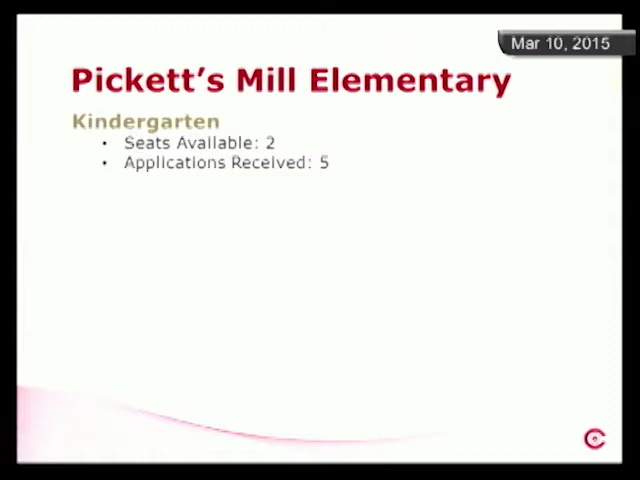 Mar 10, 2015
Pickett's Mill Elementary
Kindergarten
• Seats Available: 2
• Applications Received: 5